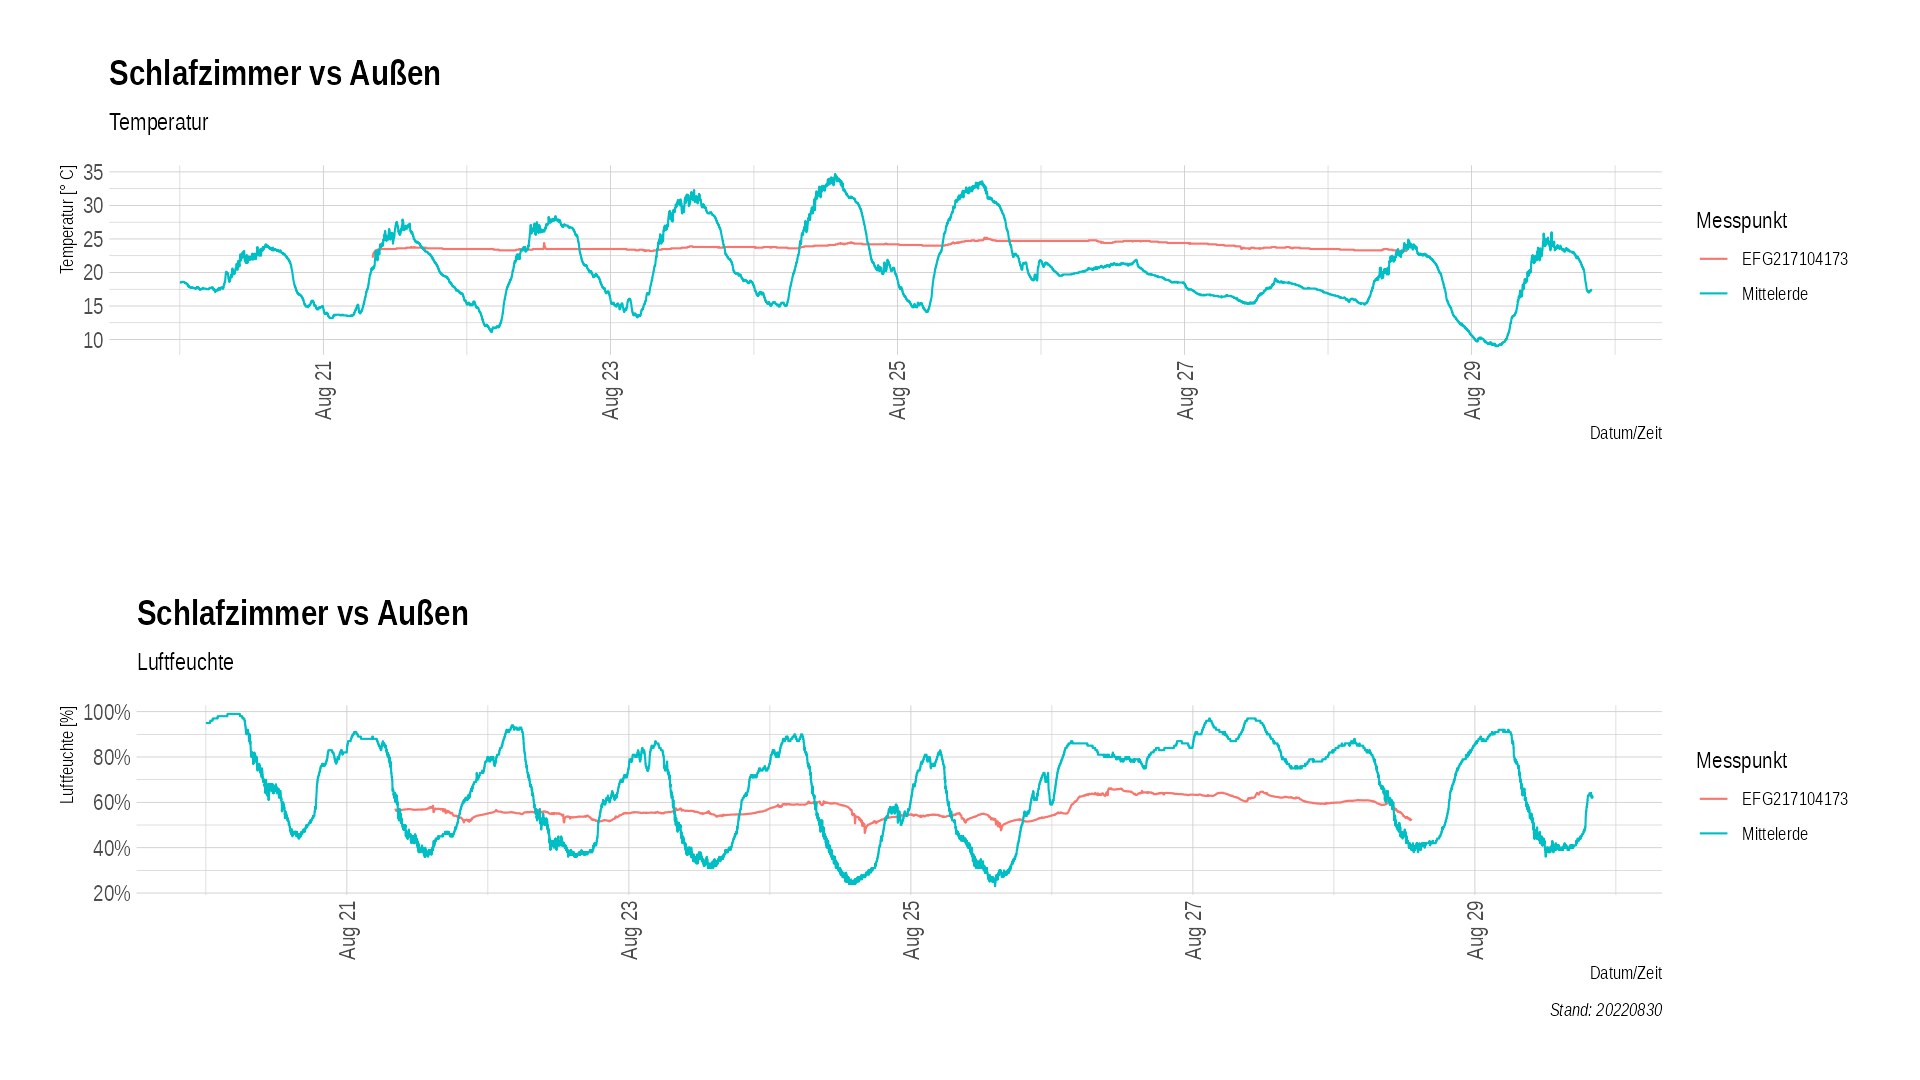 Schlafzimmer vs Außen
Temperatur
Temperatur [° C]
35
30
25
20
15
10
Aug 21
Aug 23
Aug 25
Aug 27
Aug 29
Datum/Zeit
Messpunkt
EFG217104173
Mittelerde
Schlafzimmer vs Außen
Luftfeuchte
Luftfeuchte [%]
100%
80%
60%
40%
20%
Aug 21
Aug 23
Aug 25
Aug 27
Aug 29
Datum/Zeit
Messpunkt
EFG217104173
Mittelerde
Stand: 20220830